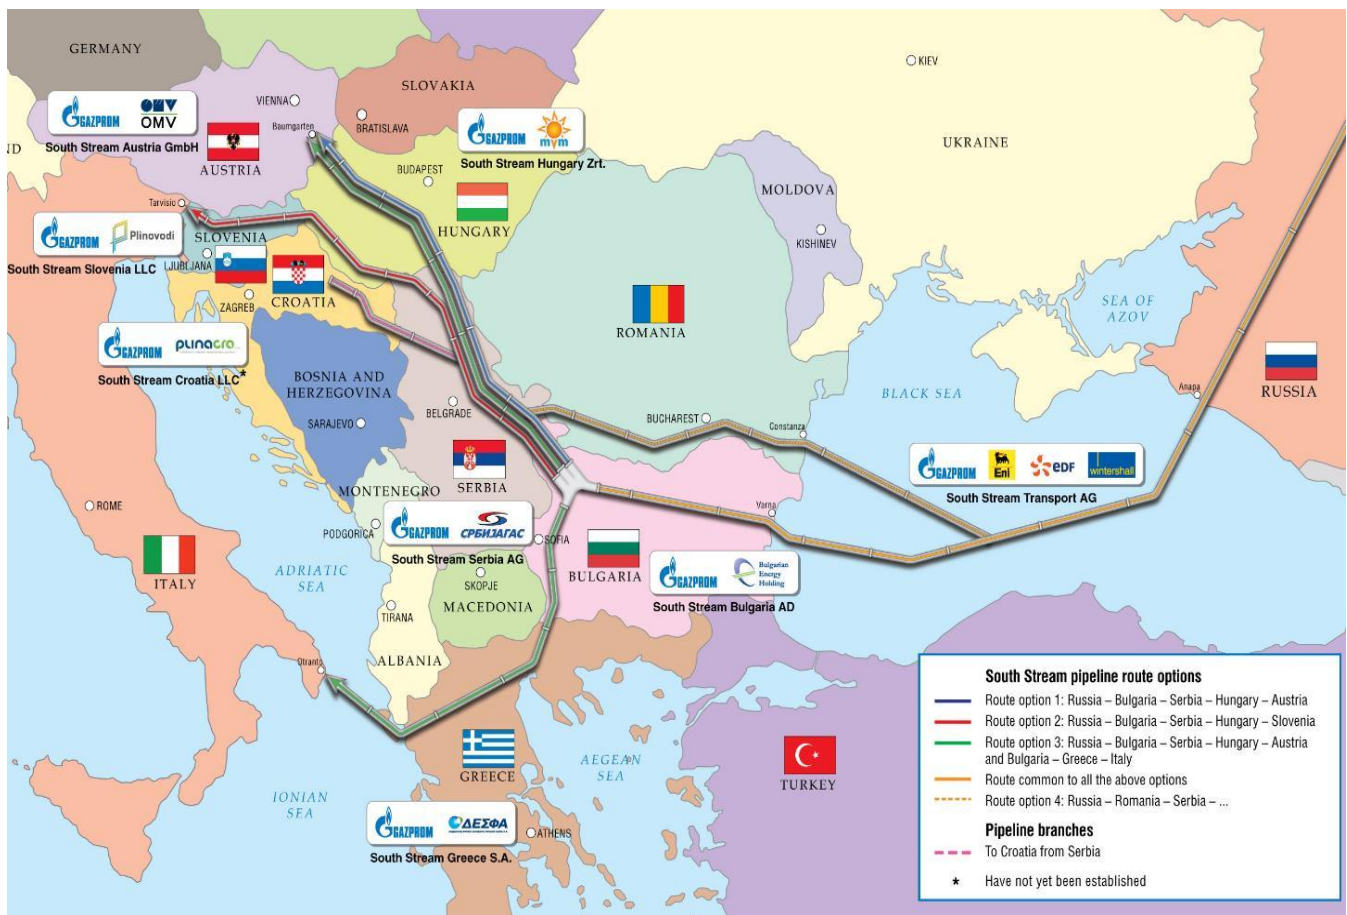 GERMANY
SLOVAKIA
KIEV
VIENNA
GAZPROM
OMV
OMV
South Stream Austria GmbH
Baumgarten
BRATISLAVA
AUSTRIA
GAZPROM
South Stream Hungary Zrt.
UKRAINE
ND
BUDAPEST
HUNGARY
MOLDOVA
KISHINEV
Tarvisio
GAZPROM
Plinovodi
South Stream Slovenia LLC
SLOVENIA
LJUBLJANA
ZAGREB
CROATIA
ROMANIA
SEA OF
AZOV
GAZPROM
PLINACRO
South Stream Croatia LLC*
BOSNIA AND
HERZEGOVINA
SARAJEVO
BELGRADE
BUCHAREST
Constanza
BLACK SEA
Anapa
RUSSIA
GAZPROM
Eni
eDF
wintershall
South Stream Transport AG
SERBIA
MONTENEGRO
PODGORICA
GAZPROM
СРБИЈАГАС
South Stream Serbia AG
SOFIA
Varna
ROME
ITALY
ADRIATIC
SEA
BULGARIA
GAZPROM
Bulgarian
Energy
Holding
South Stream Bulgaria AD
SKOPJE
MACEDONIA
TIRANA
ALBANIA
Otranto
GREECE
AEGEAN
SEA
TURKEY
IONIAN
SEA
GAZPROM
ΔΕΣΦΑ
South Stream Greece S.A.
ATHENS
South Stream pipeline route options
Route option 1: Russia – Bulgaria – Serbia – Hungary – Austria
Route option 2: Russia – Bulgaria – Serbia – Hungary – Slovenia
Route option 3: Russia – Bulgaria – Serbia – Hungary – Austria
and Bulgaria – Greece – Italy
Route common to all the above options
Route option 4: Russia – Romania – Serbia – ...
Pipeline branches
To Croatia from Serbia
* Have not yet been established